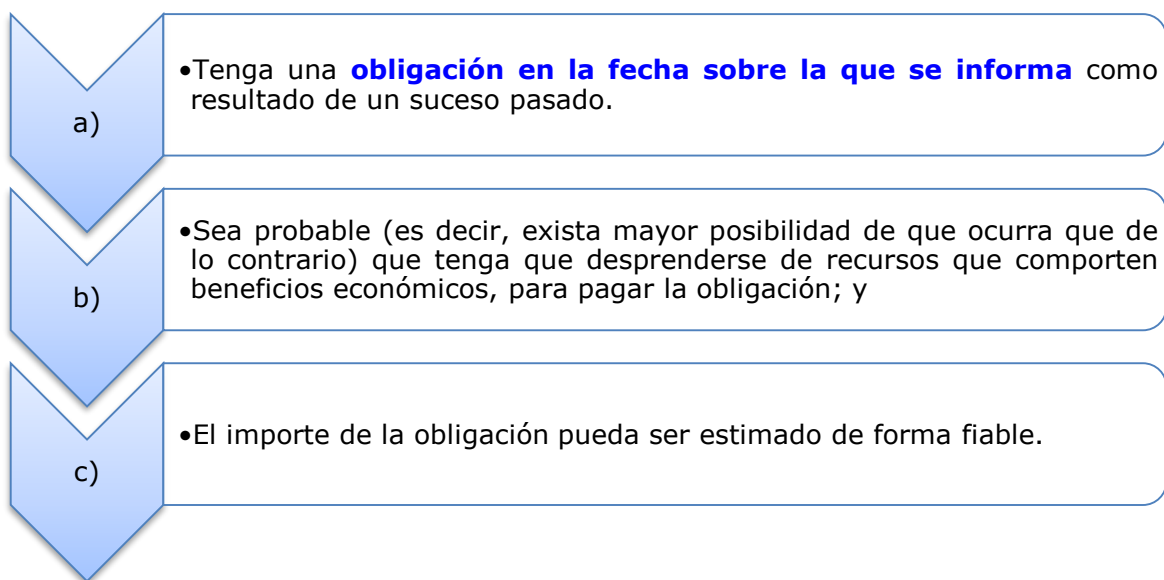 •Tenga una obligación en la fecha sobre la que se informa como
resultado de un suceso pasado.
a)
•Sea probable (es decir, exista mayor posibilidad de que ocurra que de
lo contrario) que tenga que desprenderse de recursos que comporten
beneficios económicos, para pagar la obligación; y
b)
•El importe de la obligación pueda ser estimado de forma fiable.
c)